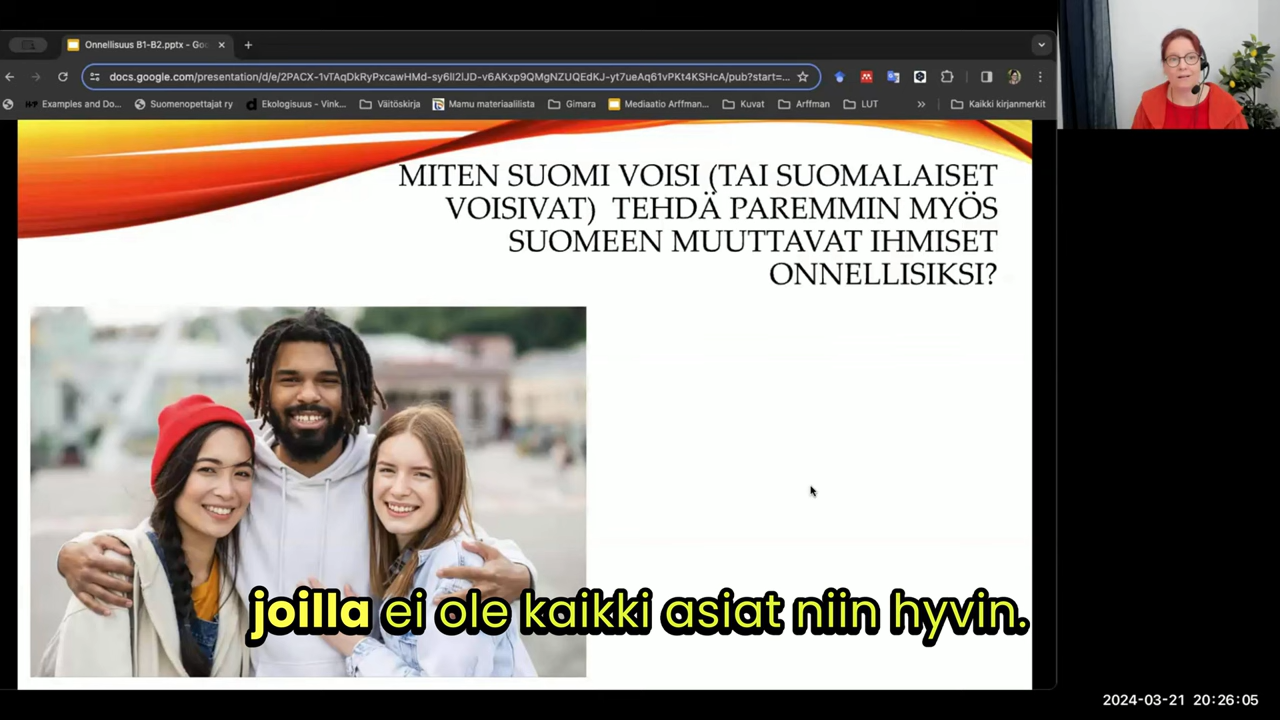 Onnellisuus B1-B2.pptx - Goo
docs.google.com/presentation/d/e/2PACX-1vTAqDkRyPxcawHMd-sy6lI2lJD-v6AKxp9QMgNZUQEdKJ-yt7ueAq61vPKt4KSHcA/pub?start=...
Examples and Do...
Suomenopettajat ry
Ekologisuus - Vink...
Väitöskirja
Mamu materiaalilista
Gimara
Mediaatio Arffman...
Kuvat
Arffman
LUT
»
Kaikki kirjanmerkit
MITEN SUOMI VOISI (TAI SUOMALAISET
VOISIVAT) TEHDÄ PAREMMIN MYÖS
SUOMEEN MUUTTAVAT IHMISET
ONNELLISIKSI?
joilla ei ole kaikki asiat niin hyvin.
2024-03-21 20:26:05